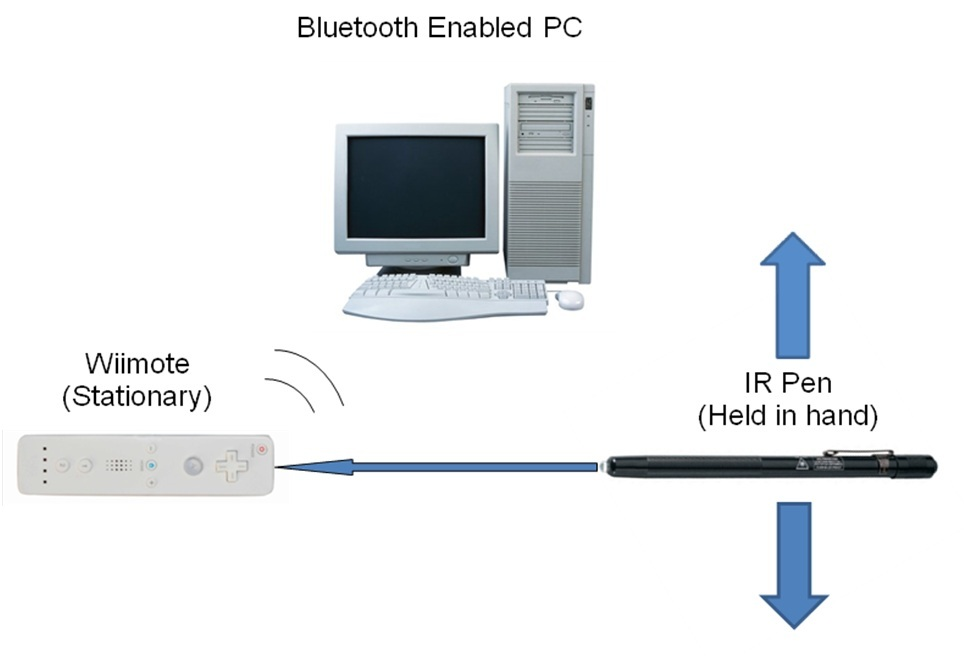 Bluetooth Enabled PC
Wiimote
(Stationary)
IR Pen
(Held in hand)